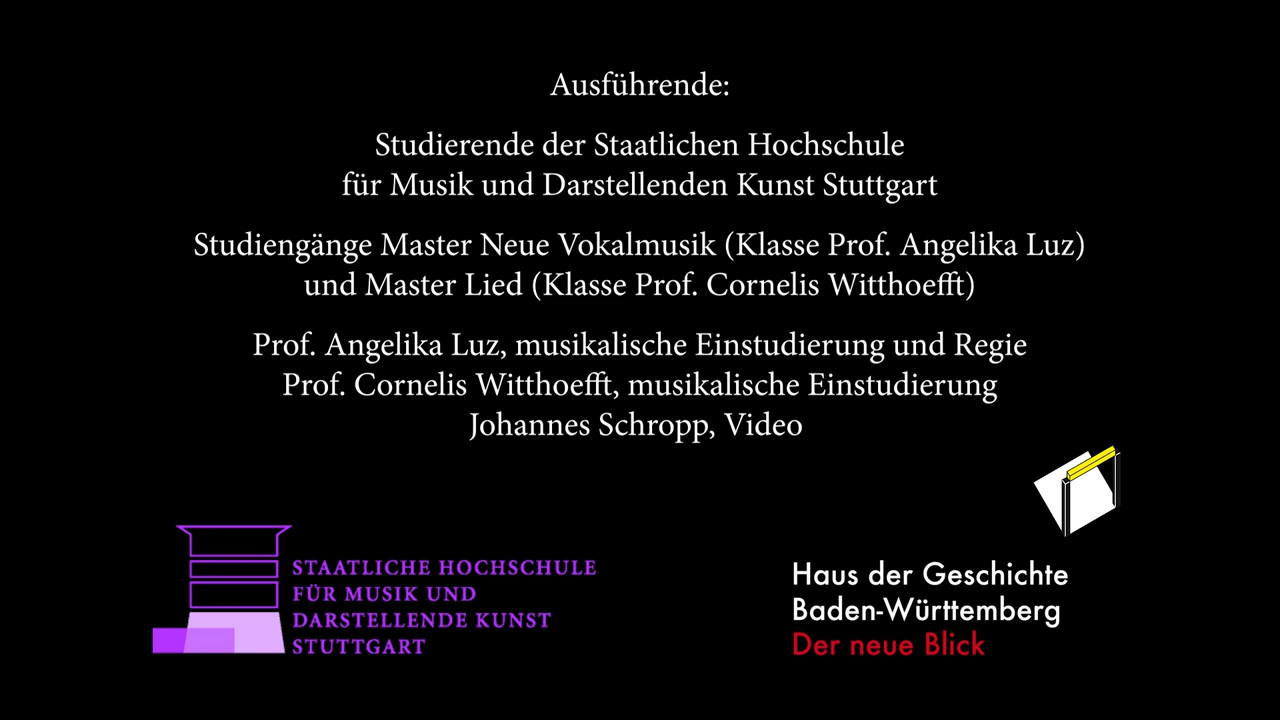 Ausführende:
Studierende der Staatlichen Hochschule
für Musik und Darstellenden Kunst Stuttgart
Studiengänge Master Neue Vokalmusik (Klasse Prof. Angelika Luz)
und Master Lied (Klasse Prof. Cornelis Witthoefft)
Prof. Angelika Luz, musikalische Einstudierung und Regie
Prof. Cornelis Witthoefft, musikalische Einstudierung
Johannes Schropp, Video
STAATLICHE HOCHSCHULE
FÜR MUSIK UND
DARSTELLENDE KUNST
STUTTGART
Haus der Geschichte
Baden-Württemberg
Der neue Blick